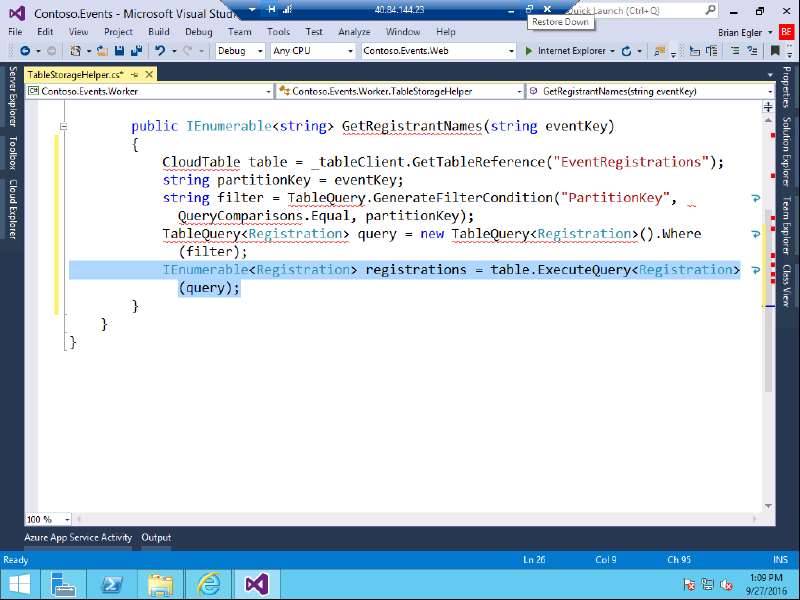 Contoso.Events - Microsoft Visual Stud
40.84.144.23
Quick Launch (Ctrl+Q)
Restore Down
File Edit View Project Build Debug Team Tools Test Analyze Window Help
Brian Egler
BE
Debug
Any CPU
Contoso.Events.Web
Internet Explorer
TableStorageHelper.cs*
Contoso.Events.Worker
Contoso.Events.Worker.TableStorageHelper
GetRegistrantNames(string eventKey)
Server Explorer
Toolbox
Cloud Explorer
public IEnumerable<string> GetRegistrantNames(string eventKey)
{
CloudTable table = _tableClient.GetTableReference("EventRegistrations");
string partitionKey = eventKey;
string filter = TableQuery.GenerateFilterCondition("PartitionKey",
QueryComparisons.Equal, partitionKey);
TableQuery<Registration> query = new TableQuery<Registration>().Where
(filter);
IEnumerable<Registration> registrations = table.ExecuteQuery<Registration>
(query);
}
}
}
Properties
Solution Explorer
Team Explorer
Class View
100 %
Azure App Service Activity
Output
Ready
Ln 26
Col 9
Ch 95
INS
1:09 PM
9/27/2016